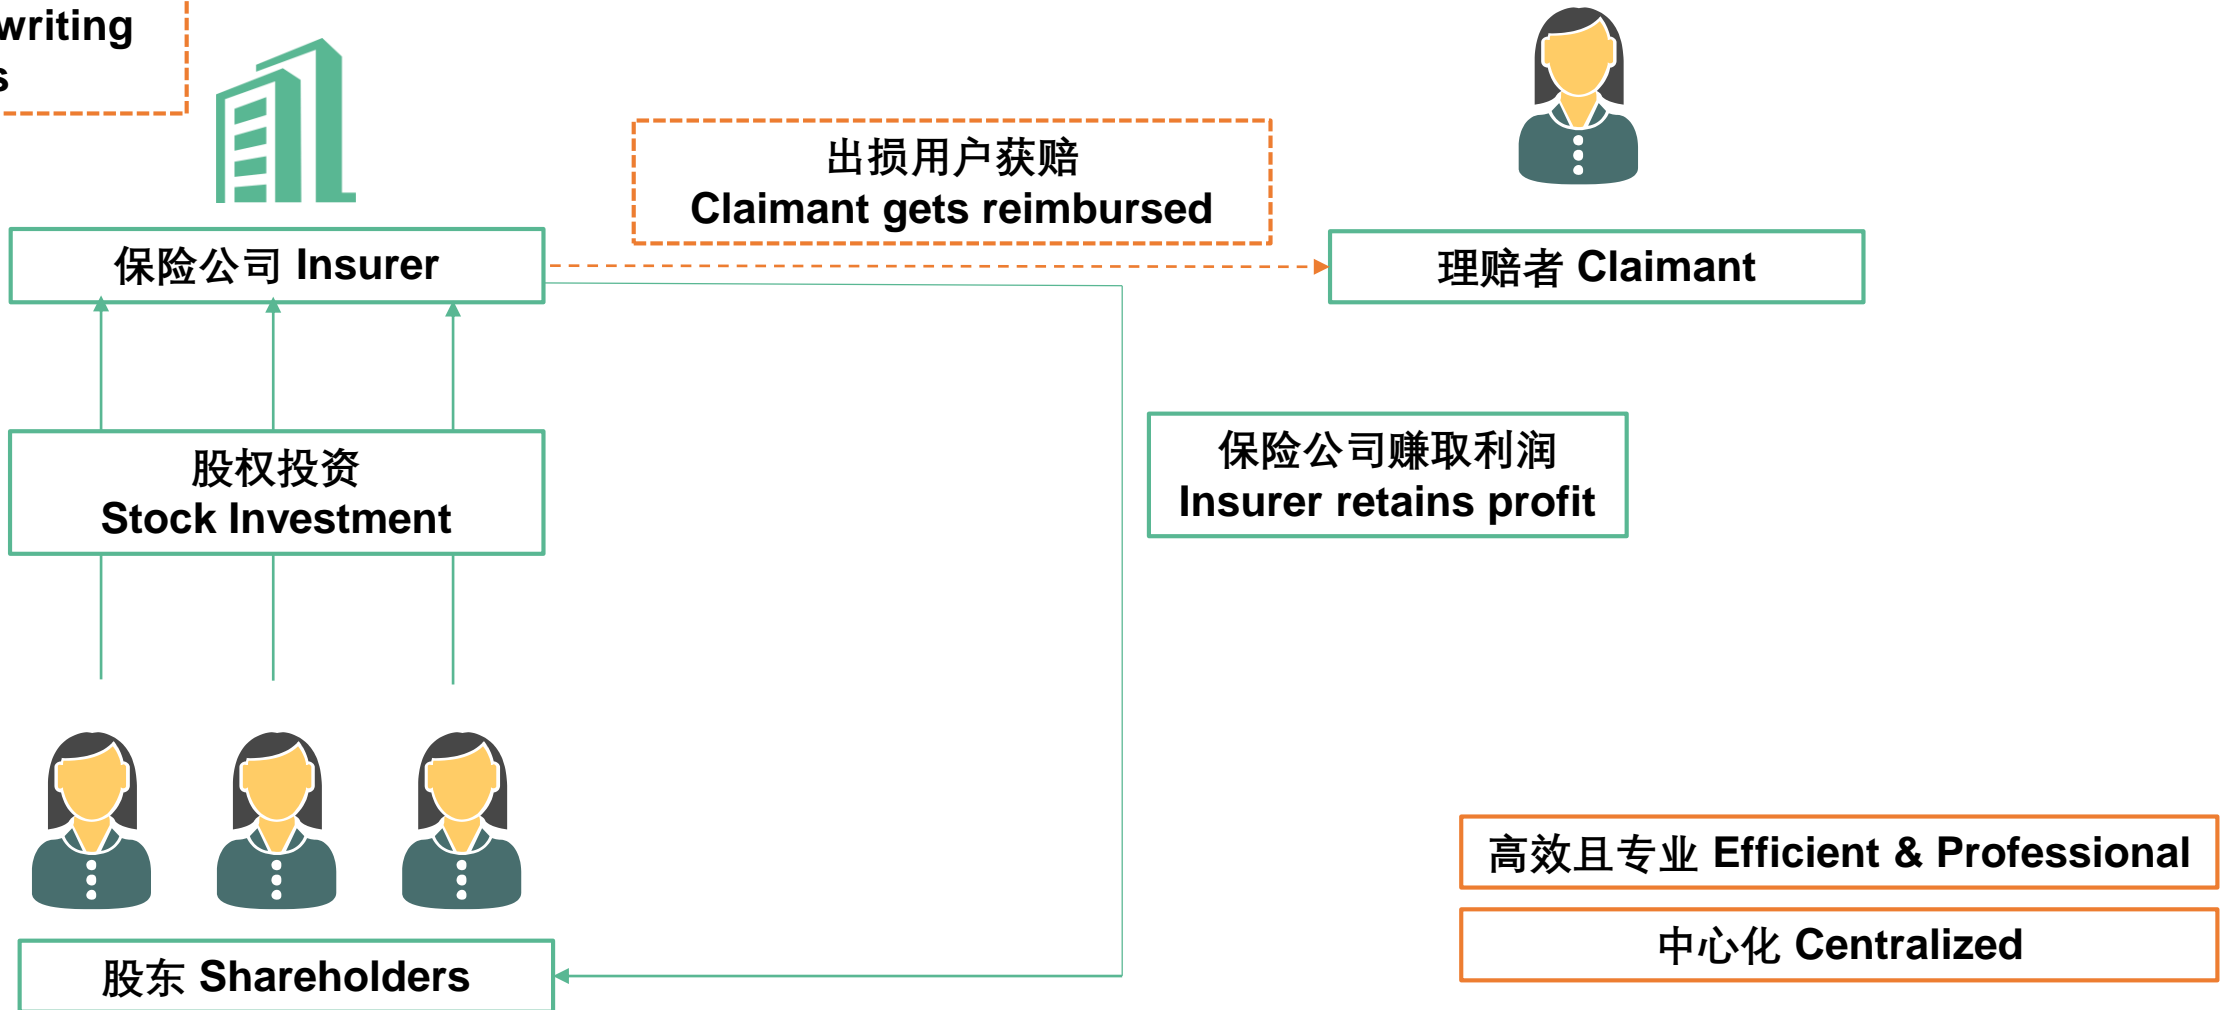 writing
s
出损用户获赔
Claimant gets reimbursed
保险公司 Insurer
理赔者 Claimant
股权投资
Stock Investment
保险公司赚取利润
Insurer retains profit
高效且专业 Efficient & Professional
中心化 Centralized
股东 Shareholders